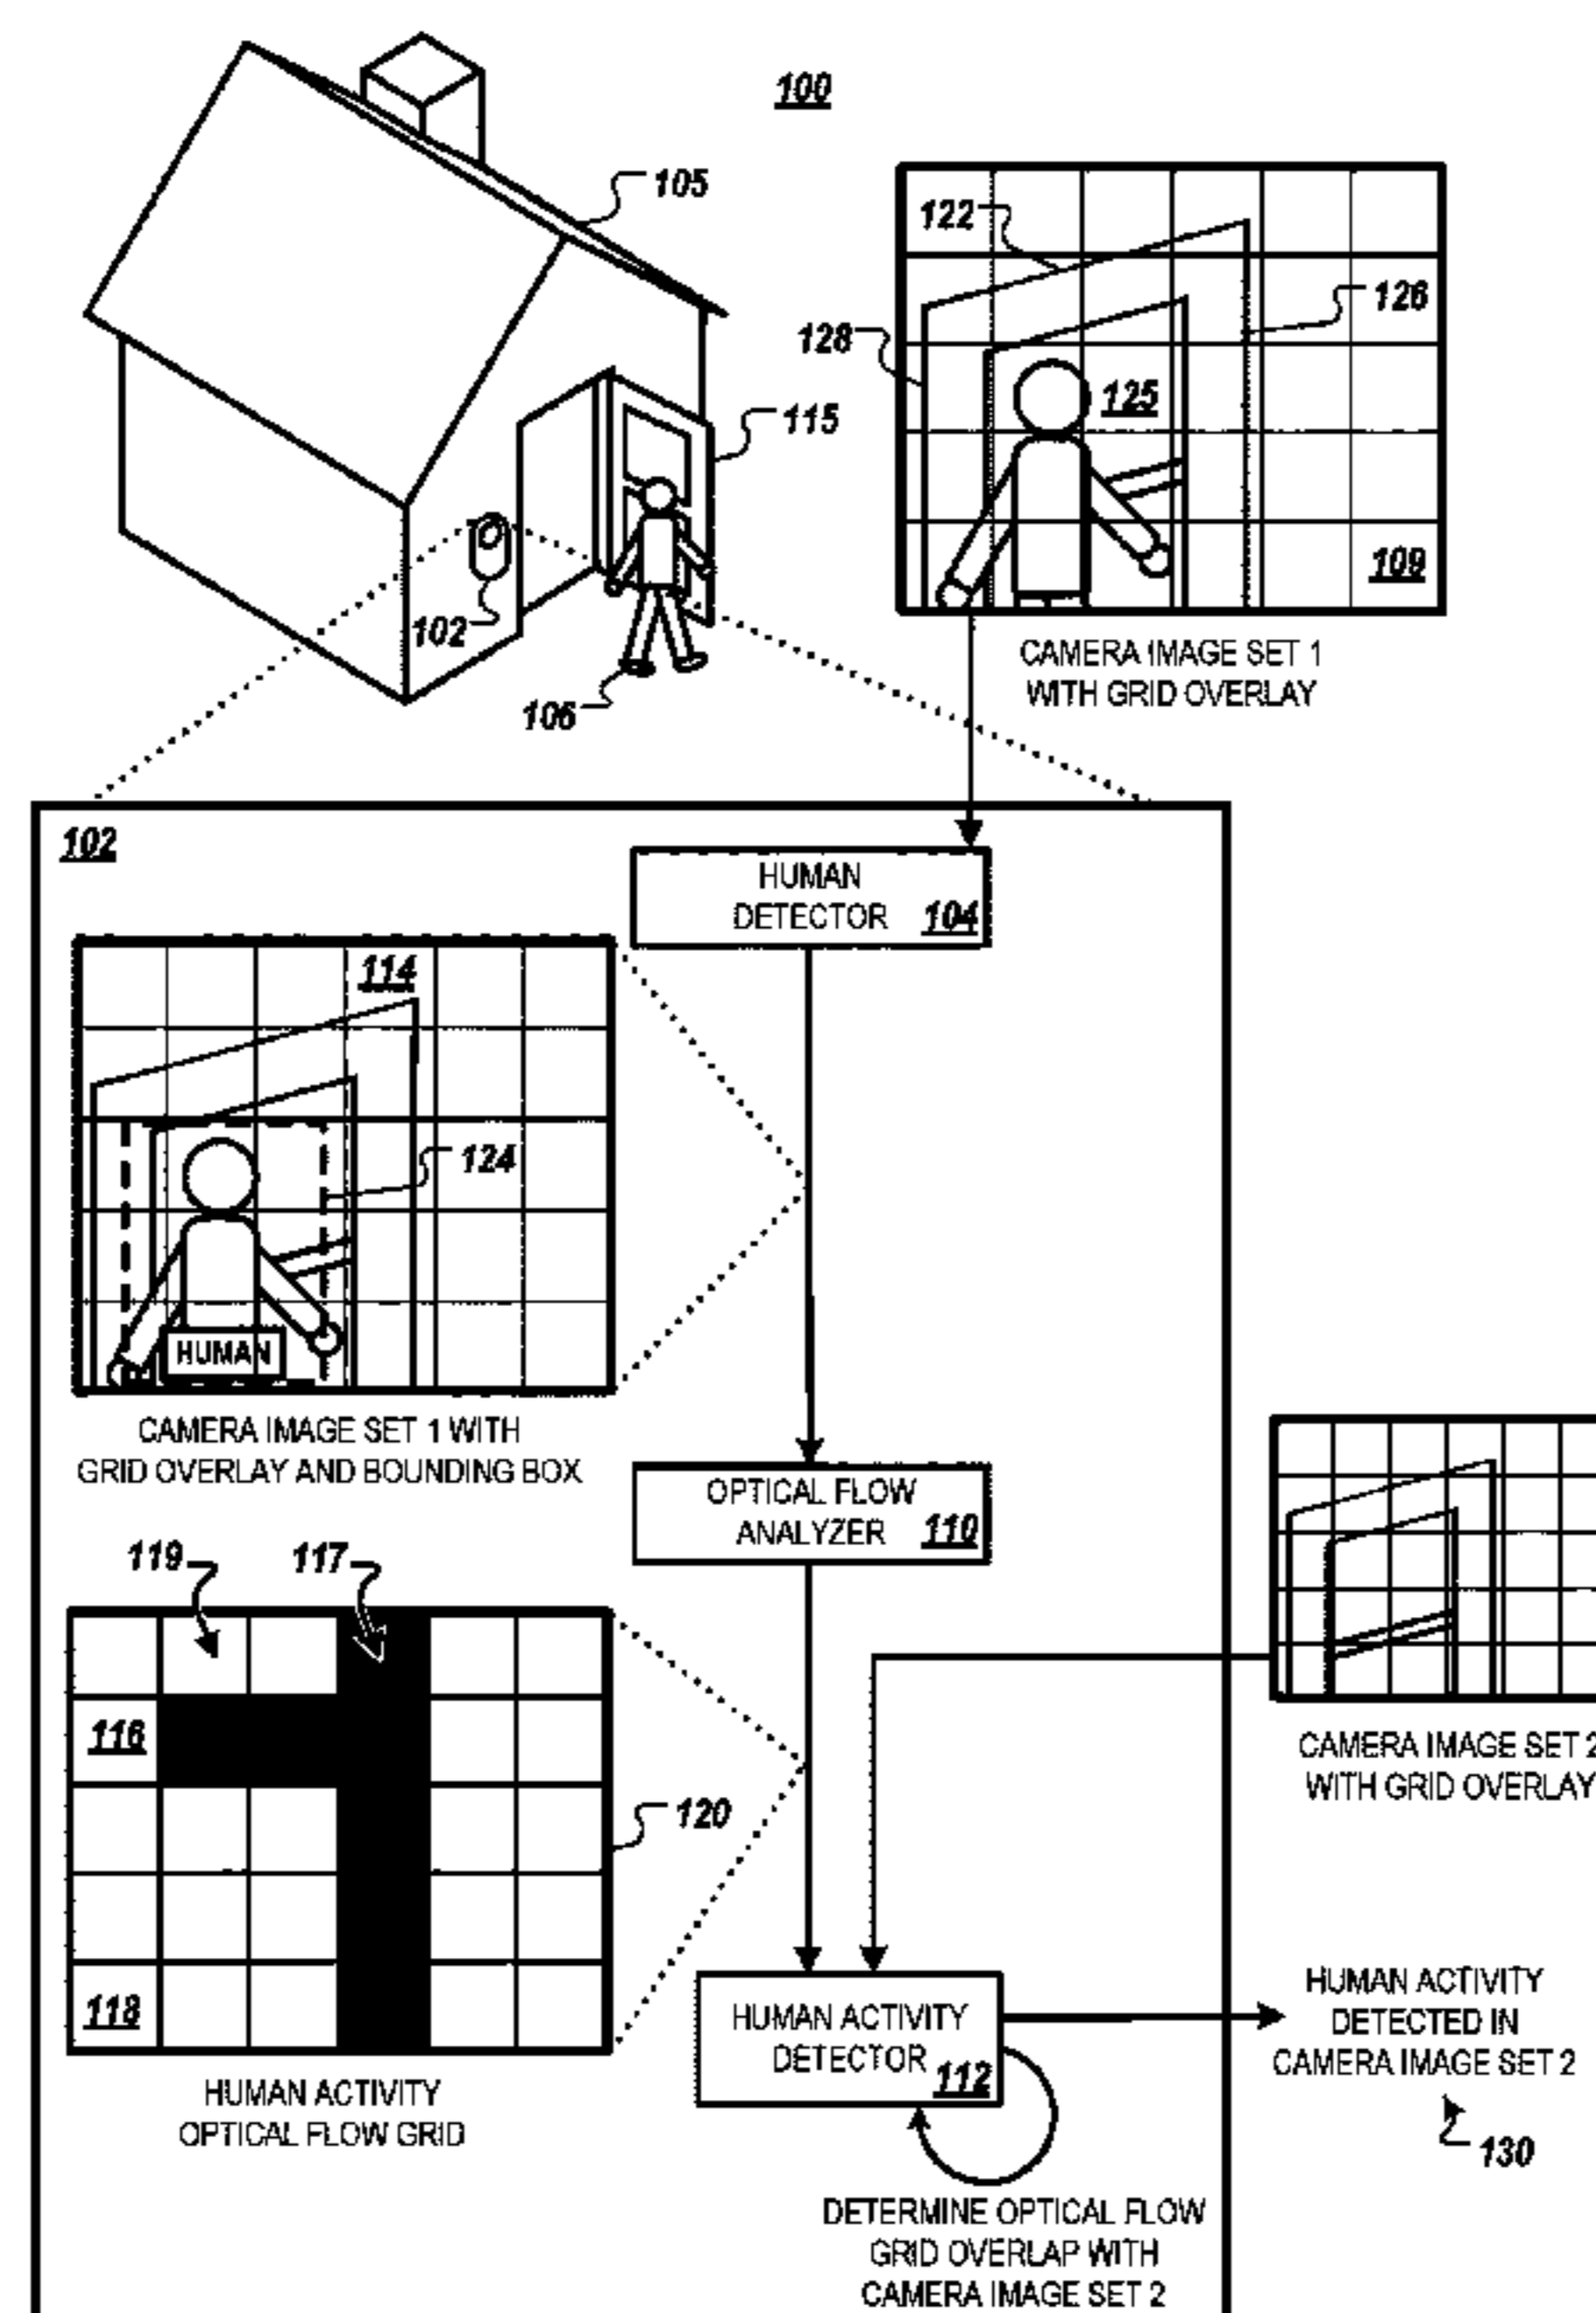 100
105
122
126
128
125
115
109
102
106
CAMERA IMAGE SET 1
WITH GRID OVERLAY
102
HUMAN
DETECTOR 104
114
124
HUMAN
CAMERA IMAGE SET 1 WITH
GRID OVERLAY AND BOUNDING BOX
OPTICAL FLOW
ANALYZER 110
119
117
116
120
118
HUMAN ACTIVITY
OPTICAL FLOW GRID
CAMERA IMAGE SET 2
WITH GRID OVERLAY
HUMAN ACTIVITY
DETECTOR 112
HUMAN ACTIVITY
DETECTED IN
CAMERA IMAGE SET 2
130
DETERMINE OPTICAL FLOW
GRID OVERLAP WITH
CAMERA IMAGE SET 2